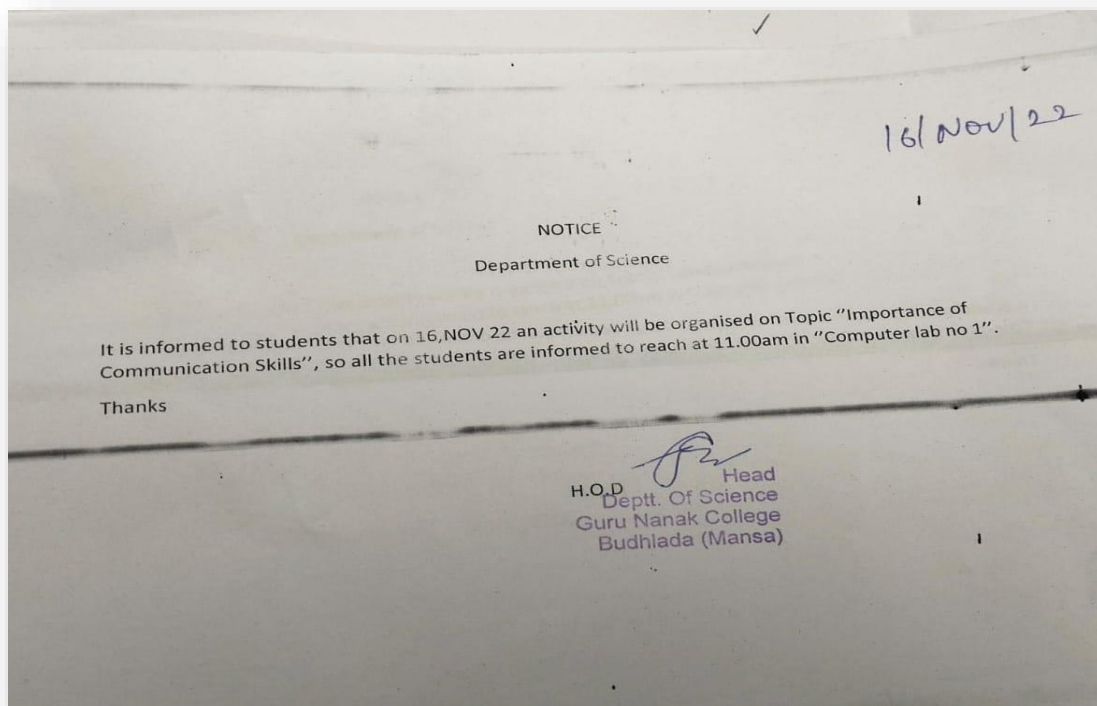 16/NOV/22
NOTICE
Department of Science
It is informed to students that on 16,NOV 22 an activity will be organised on Topic "Importance of
Communication Skills", so all the students are informed to reach at 11.00am in "Computer lab no 1".
Thanks
H.O.D Head
Deptt. Of Science
Guru Nanak College
Budhlada (Mansa)